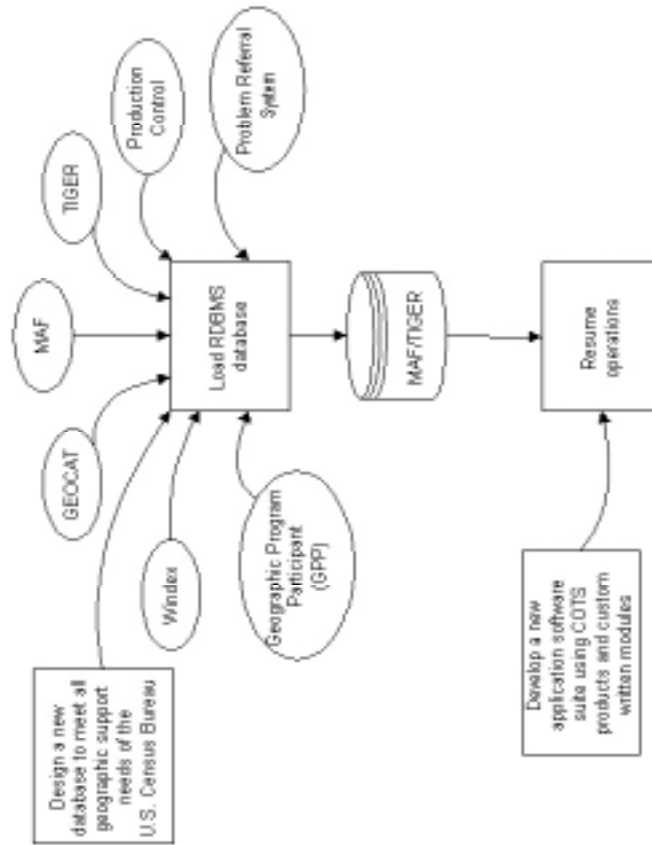 Design a new
database to meet all
geographic support
needs of the
U.S. Census Bureau
GEOCAT
MAF
TIGER
Production
Control
Problem Referral
System
Windex
Geographic Program
Participant
(GPP)
Load RDBMS
database
MAF/TIGER
Develop a new
application software
suite using COTS
products and custom
written modules
Resume
operations